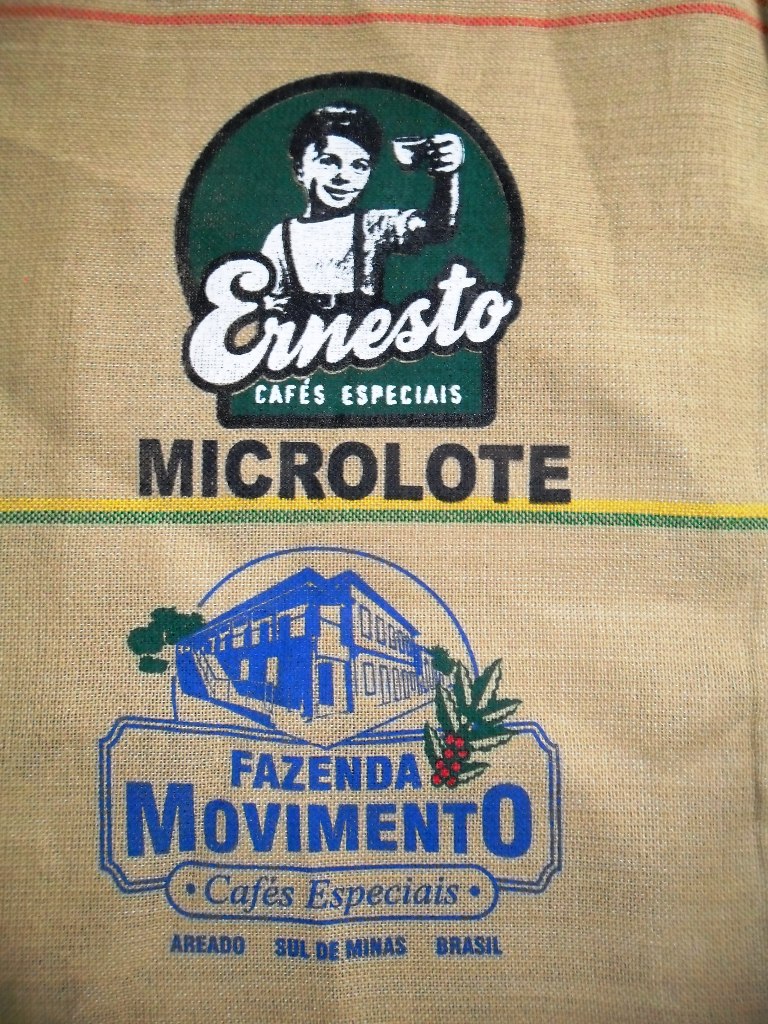 Ernesto
CAFÉS ESPECIAIS
MICROLOTE
FAZENDA
MOVIMENTO
• Cafés Especiais •
AREADO SUL DE MINAS BRASIL